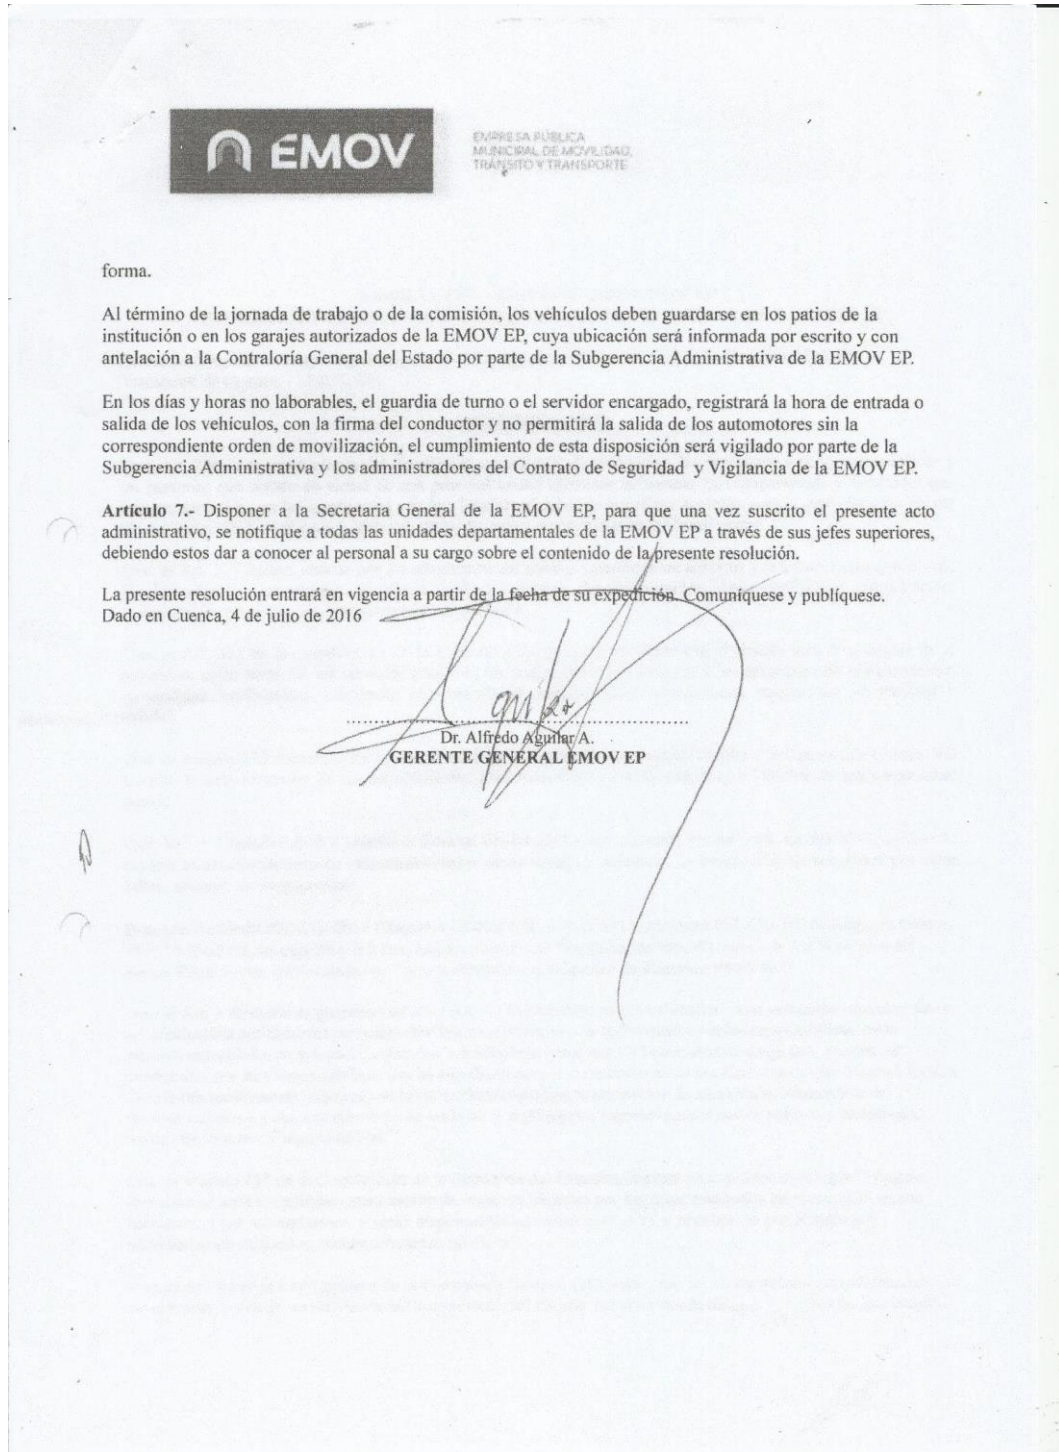 EMOV
EMPRESA PÚBLICA
MUNICIPAL DE MOVILIDAD,
TRÁNSITO Y TRANSPORTE
forma.
Al término de la jornada de trabajo o de la comisión, los vehículos deben guardarse en los patios de la
institución o en los garajes autorizados de la EMOV EP, cuya ubicación será informada por escrito y con
antelación a la Contraloría General del Estado por parte de la Subgerencia Administrativa de la EMOV EP.
En los días y horas no laborables, el guardia de turno o el servidor encargado, registrará la hora de entrada o
salida de los vehículos, con la firma del conductor y no permitirá la salida de los automotores sin la
correspondiente orden de movilización, el cumplimiento de esta disposición será vigilado por parte de la
Subgerencia Administrativa y los administradores del Contrato de Seguridad y Vigilancia de la EMOV EP.
Artículo 7.- Disponer a la Secretaria General de la EMOV EP, para que una vez suscrito el presente acto
administrativo, se notifique a todas las unidades departamentales de la EMOV EP a través de sus jefes superiores,
debiendo estos dar a conocer al personal a su cargo sobre el contenido de la presente resolución.
La presente resolución entrará en vigencia a partir de la fecha de su expedición. Comuníquese y publíquese.
Dado en Cuenca, 4 de julio de 2016
Dr. Alfredo Aguilar A.
GERENTE GENERAL EMOV EP